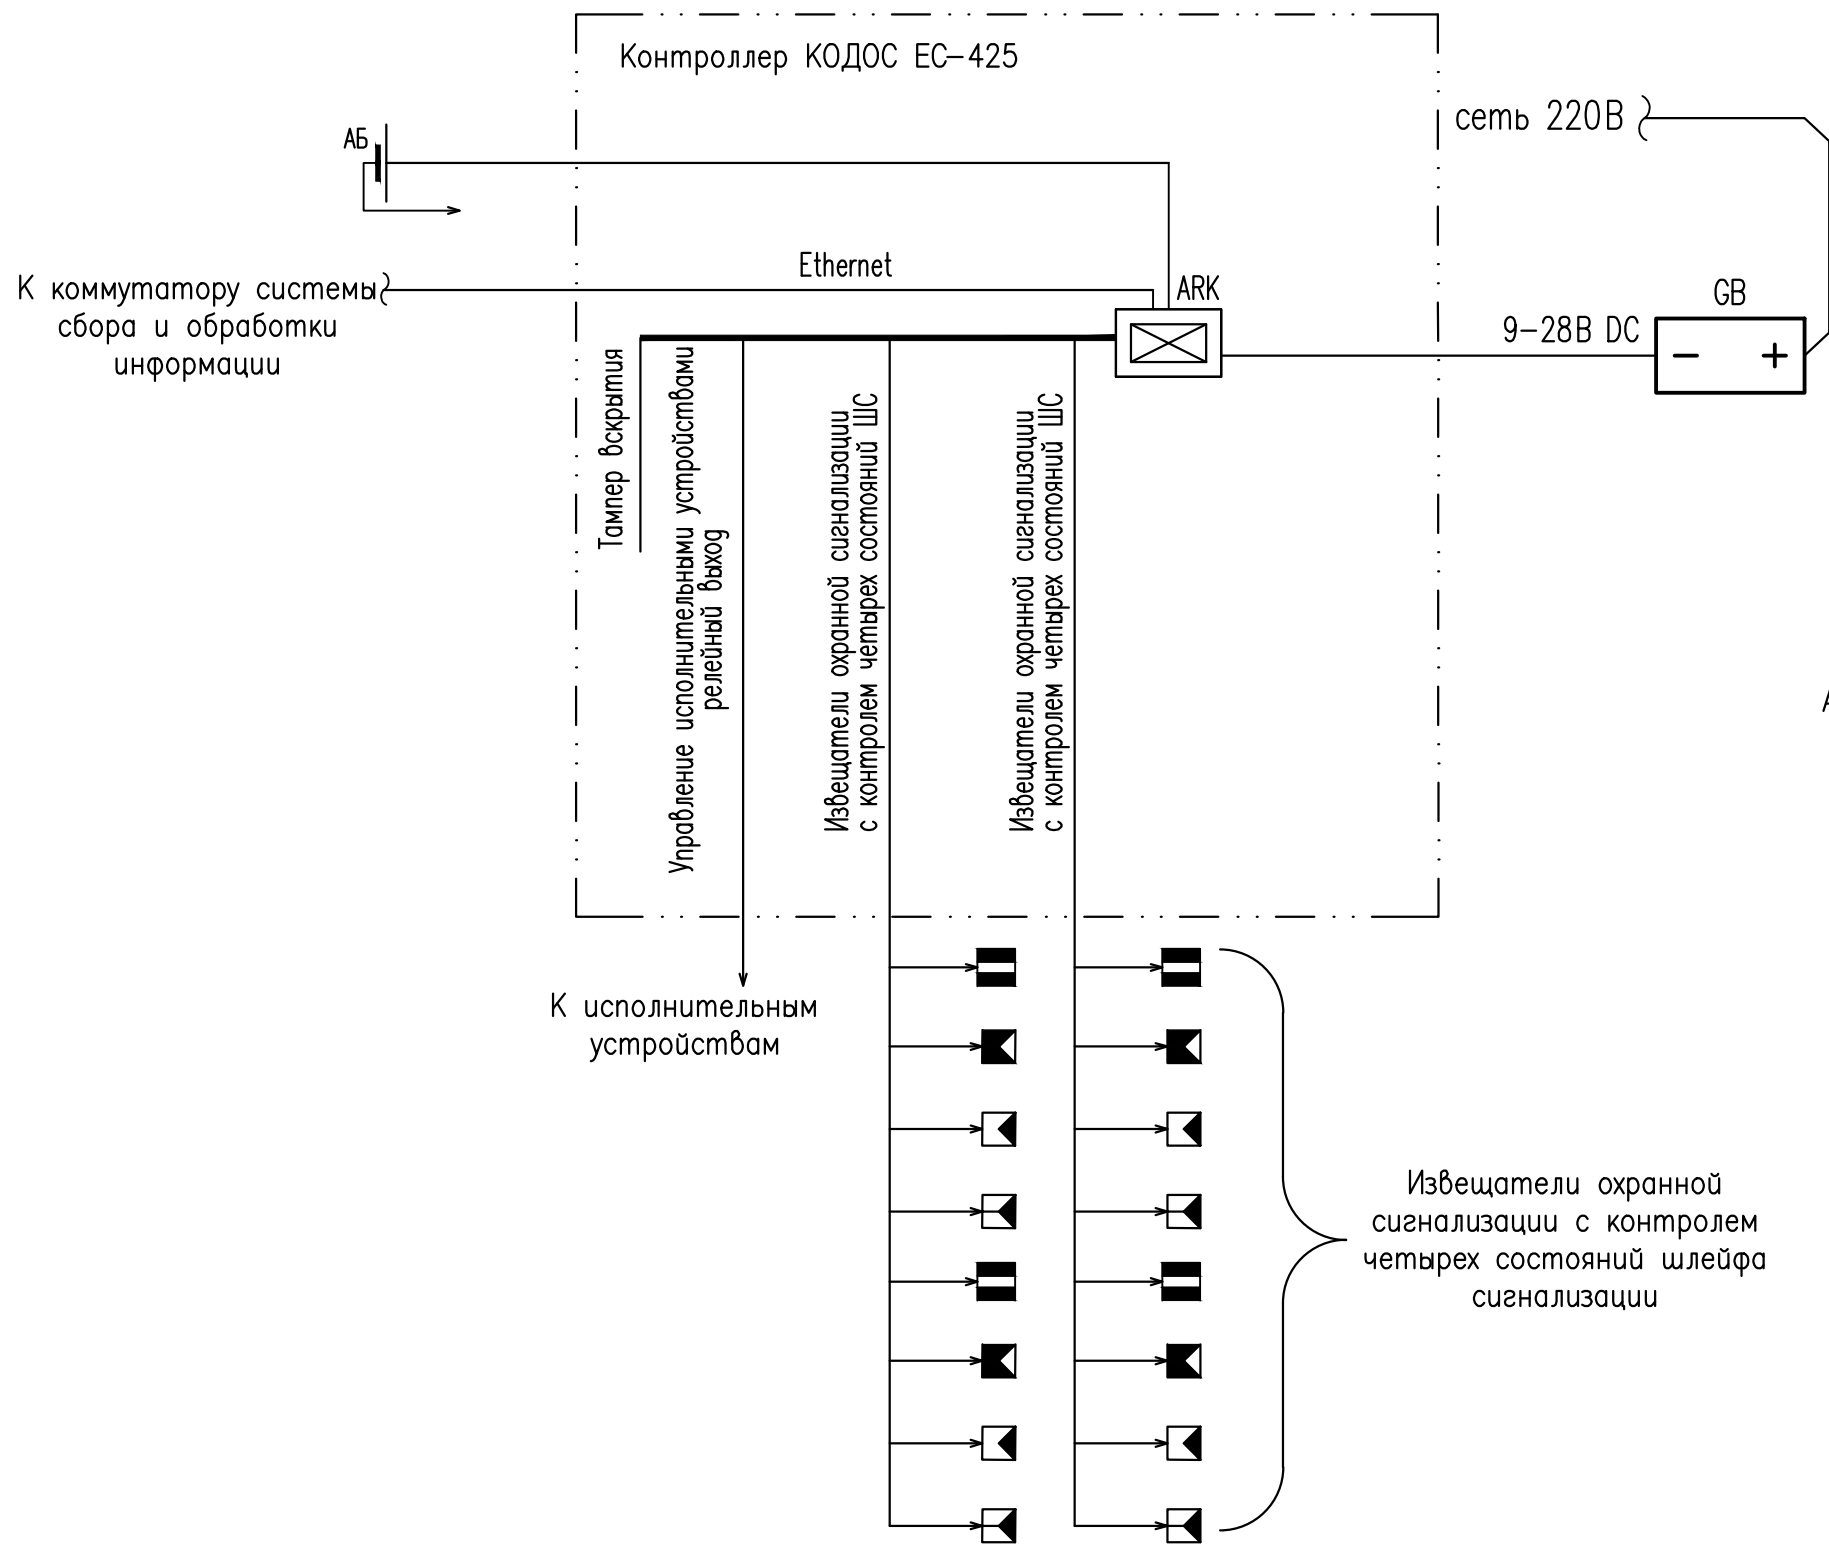 Контроллер КОДОС ЕС-425
АБ
сеть 220В
Ethernet
К коммутатору системы
сбора и обработки
информации
ARK
GB
9-28В DC
Тампер вскрытия
Управление исполнительными устройствами
релейный выход
Извещатели охранной сигнализации
с контролем четырех состояний ШС
Извещатели охранной сигнализации
с контролем четырех состояний ШС
К исполнительным
устройствам
Извещатели охранной
сигнализации с контролем
четырех состояний шлейфа
сигнализации